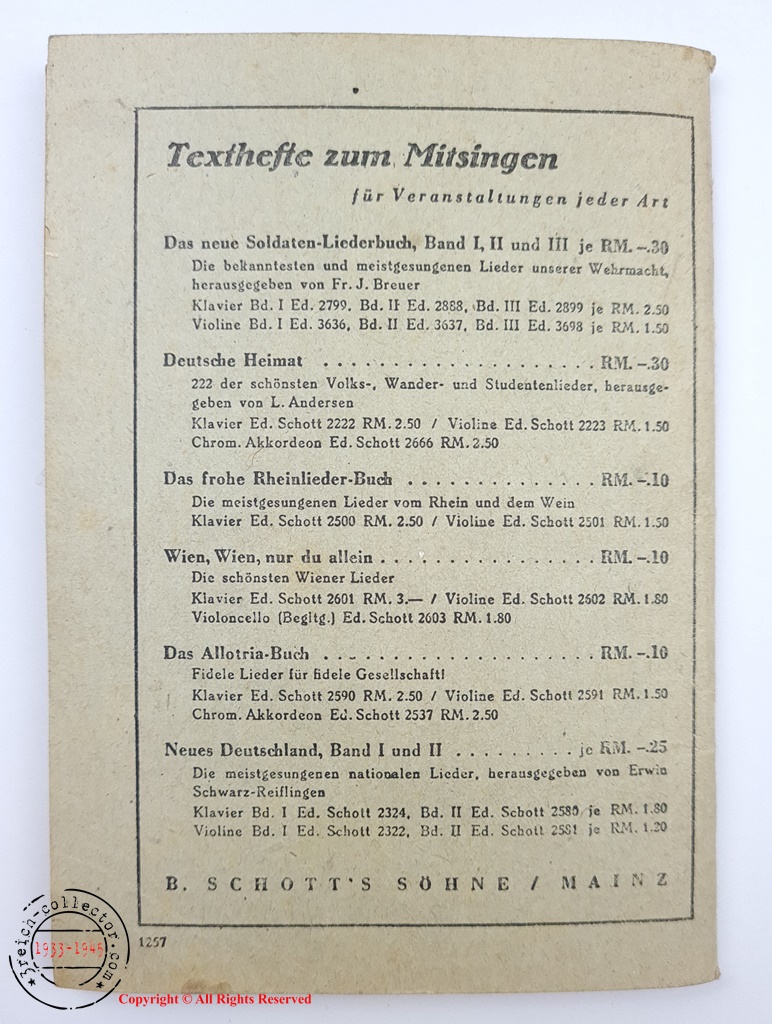 Texthefte zum Mitsingen
für Veranstaltungen jeder Art
Das neue Soldaten-Liederbuch, Band I, II und III je RM. -.30
Die bekanntesten und meistgesungenen Lieder unserer Wehrmacht,
herausgegeben von Fr. J. Breuer
Klavier Bd. I Ed. 2799, Bd. II Ed. 2888, Bd. III Ed. 2899 je RM. 2.50
Violine Bd. I Ed. 3636, Bd. II Ed. 3637, Bd. III Ed. 3698 je RM. 1.50
Deutsche Heimat . . . . . . . . . . . . . . . . . . . . RM. -.30
222 der schönsten Volks-, Wander- und Studentenlieder, herausge-
geben von L. Andersen
Klavier Ed. Schott 2222 RM. 2.50 / Violine Ed. Schott 2223 RM. 1.50
Chrom. Akkordeon Ed. Schott 2666 RM. 2.50
Das frohe Rheinlieder-Buch . . . . . . . . . . . . . . RM. -.10
Die meistgesungenen Lieder vom Rhein und dem Wein
Klavier Ed. Schott 2500 RM. 2.50 / Violine Ed. Schott 2501 RM. 1.50
Wien, Wien, nur du allein . . . . . . . . . . . . . . . . RM. -.10
Die schönsten Wiener Lieder
Klavier Ed. Schott 2601 RM. 3.— / Violine Ed. Schott 2602 RM. 1.80
Violoncello (Begltg.) Ed. Schott 2603 RM. 1.80
Das Allotria-Buch . . . . . . . . . . . . . . . . . . . . RM. -.10
Fidele Lieder für fidele Gesellschaft!
Klavier Ed. Schott 2590 RM. 2.50 / Violine Ed. Schott 2591 RM. 1.50
Chrom. Akkordeon Ed. Schott 2537 RM. 2.50
Neues Deutschland, Band I und II . . . . . . . . . je RM. -.25
Die meistgesungenen nationalen Lieder, herausgegeben von Erwin
Schwarz-Reiflingen
Klavier Bd. I Ed. Schott 2324, Bd. II Ed. Schott 2580 je RM. 1.80
Violine Bd. I Ed. Schott 2322, Bd. II Ed. Schott 2581 je RM. 1.20
B. SCHOTT'S SÖHNE / MAINZ
1257
3reich-collector.com
1933-1945
Copyright © All Rights Reserved